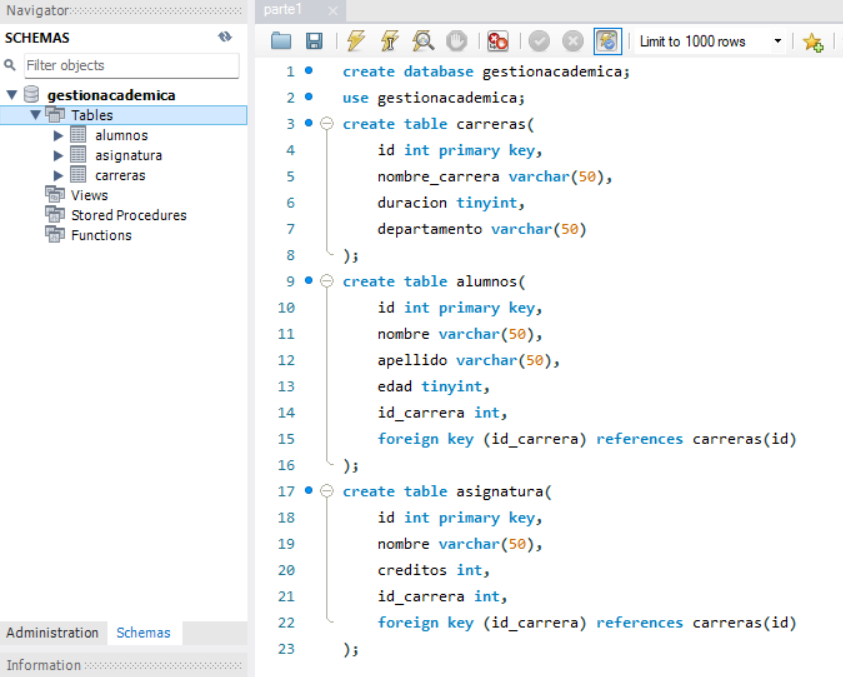 Navigator
SCHEMAS
Filter objects
gestionacademica
Tables
alumnos
asignatura
carreras
Views
Stored Procedures
Functions
Administration Schemas
Information
parte1
Limit to 1000 rows
1 create database gestionacademica;
2 use gestionacademica;
3 create table carreras(
4 id int primary key,
5 nombre_carrera varchar(50),
6 duracion tinyint,
7 departamento varchar(50)
8 );
9 create table alumnos(
10 id int primary key,
11 nombre varchar(50),
12 apellido varchar(50),
13 edad tinyint,
14 id_carrera int,
15 foreign key (id_carrera) references carreras(id)
16 );
17 create table asignatura(
18 id int primary key,
19 nombre varchar(50),
20 creditos int,
21 id_carrera int,
22 foreign key (id_carrera) references carreras(id)
23 );